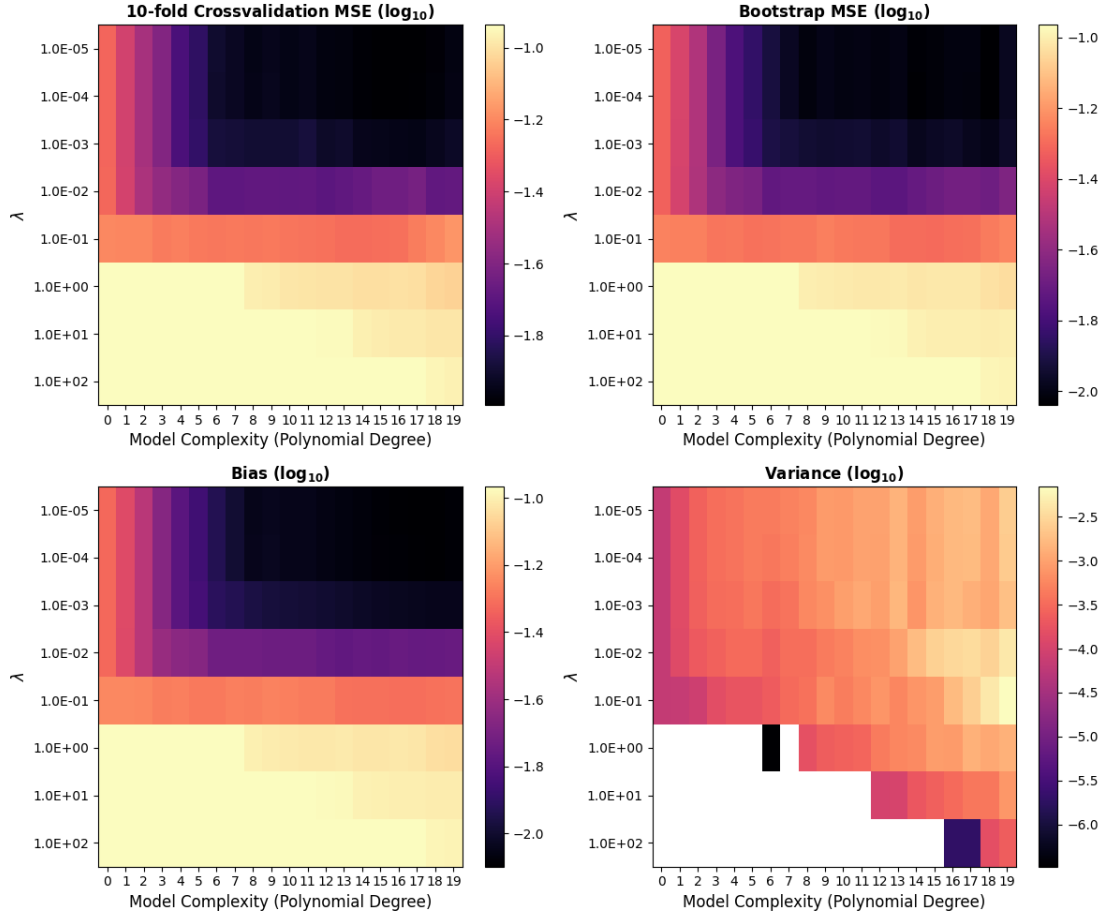 10-fold Crossvalidation MSE (log₁₀)
1.0E-05
1.0E-04
1.0E-03
1.0E-02
1.0E-01
1.0E+00
1.0E+01
1.0E+02
λ
0 1 2 3 4 5 6 7 8 9 10 11 12 13 14 15 16 17 18 19
Model Complexity (Polynomial Degree)
−1.0
−1.2
−1.4
−1.6
−1.8
Bootstrap MSE (log₁₀)
1.0E-05
1.0E-04
1.0E-03
1.0E-02
1.0E-01
1.0E+00
1.0E+01
1.0E+02
λ
0 1 2 3 4 5 6 7 8 9 10 11 12 13 14 15 16 17 18 19
Model Complexity (Polynomial Degree)
−1.0
−1.2
−1.4
−1.6
−1.8
−2.0
Bias (log₁₀)
1.0E-05
1.0E-04
1.0E-03
1.0E-02
1.0E-01
1.0E+00
1.0E+01
1.0E+02
λ
0 1 2 3 4 5 6 7 8 9 10 11 12 13 14 15 16 17 18 19
Model Complexity (Polynomial Degree)
−1.0
−1.2
−1.4
−1.6
−1.8
−2.0
Variance (log₁₀)
1.0E-05
1.0E-04
1.0E-03
1.0E-02
1.0E-01
1.0E+00
1.0E+01
1.0E+02
λ
0 1 2 3 4 5 6 7 8 9 10 11 12 13 14 15 16 17 18 19
Model Complexity (Polynomial Degree)
−2.5
−3.0
−3.5
−4.0
−4.5
−5.0
−5.5
−6.0